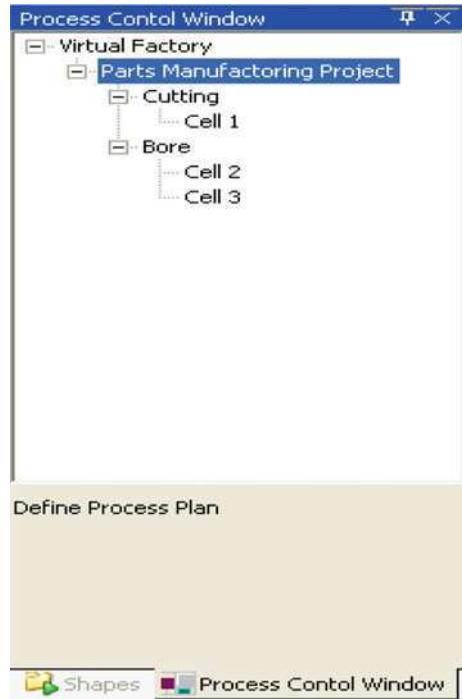 Process Contol Window
Virtual Factory
Parts Manufactoring Project
Cutting
Cell 1
Bore
Cell 2
Cell 3
Define Process Plan
Shapes Process Contol Window